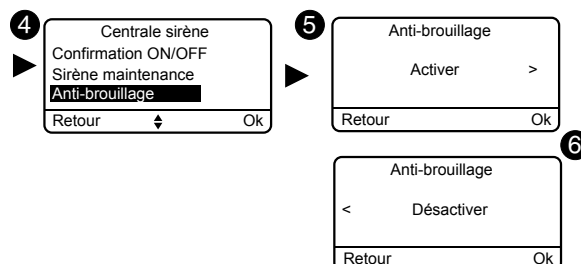 4
Centrale sirène
Confirmation ON/OFF
Sirène maintenance
Anti-brouillage
Retour Ok
5
Anti-brouillage
Activer >
Retour Ok
6
Anti-brouillage
< Désactiver
Retour Ok